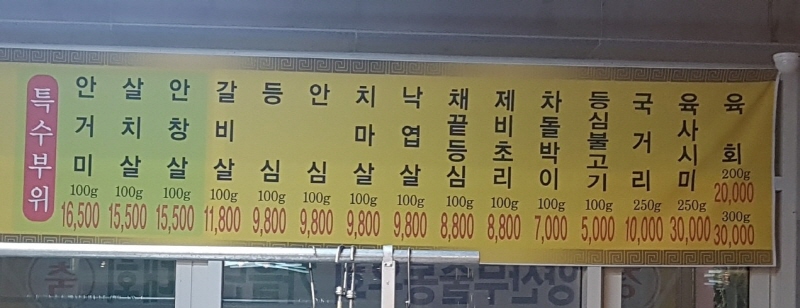 특수부위
안거미 100g 16,500
살치살 100g 15,500
안창살 100g 15,500
갈비살 100g 11,800
등심 100g 9,800
안심 100g 9,800
치마살 100g 9,800
낙엽살 100g 9,800
채끝등심 100g 8,800
제비초리 100g 8,800
차돌박이 100g 7,000
등심불고기 100g 5,000
국거리 250g 10,000
육사시미 250g 30,000
육회 200g 20,000
300g 30,000